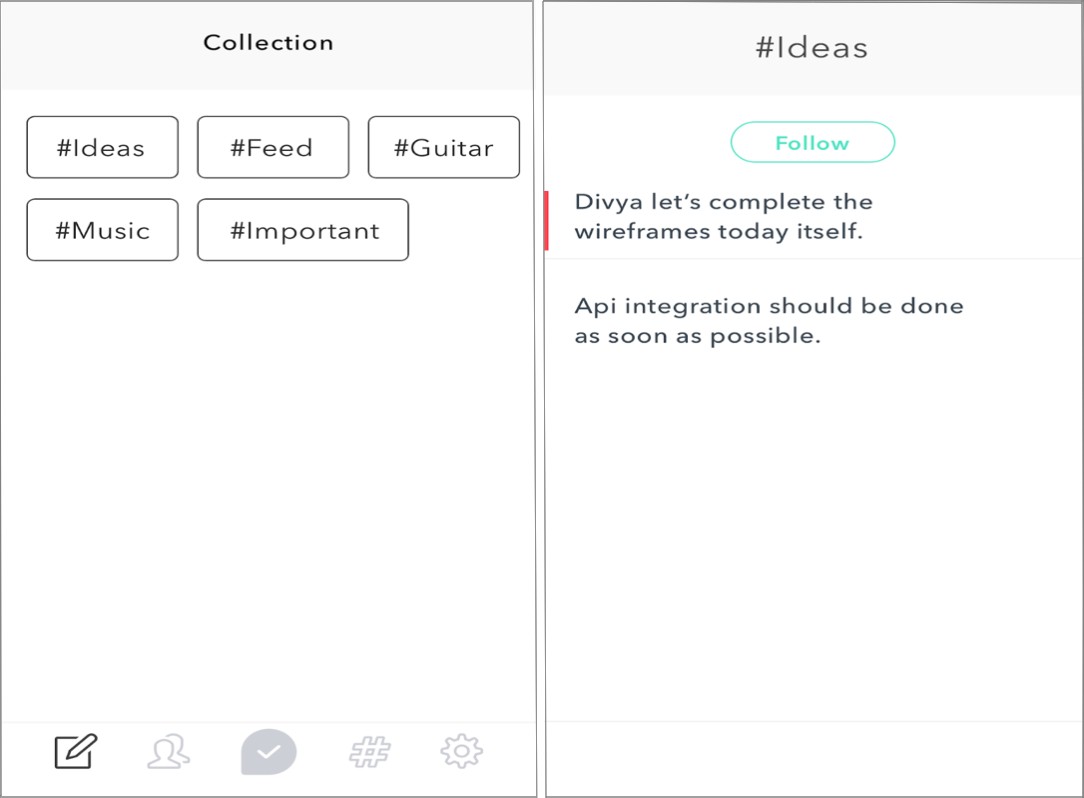 Collection
#Ideas #Feed #Guitar
#Music #Important
#Ideas
Follow
Divya let’s complete the
wireframes today itself.
Api integration should be done
as soon as possible.